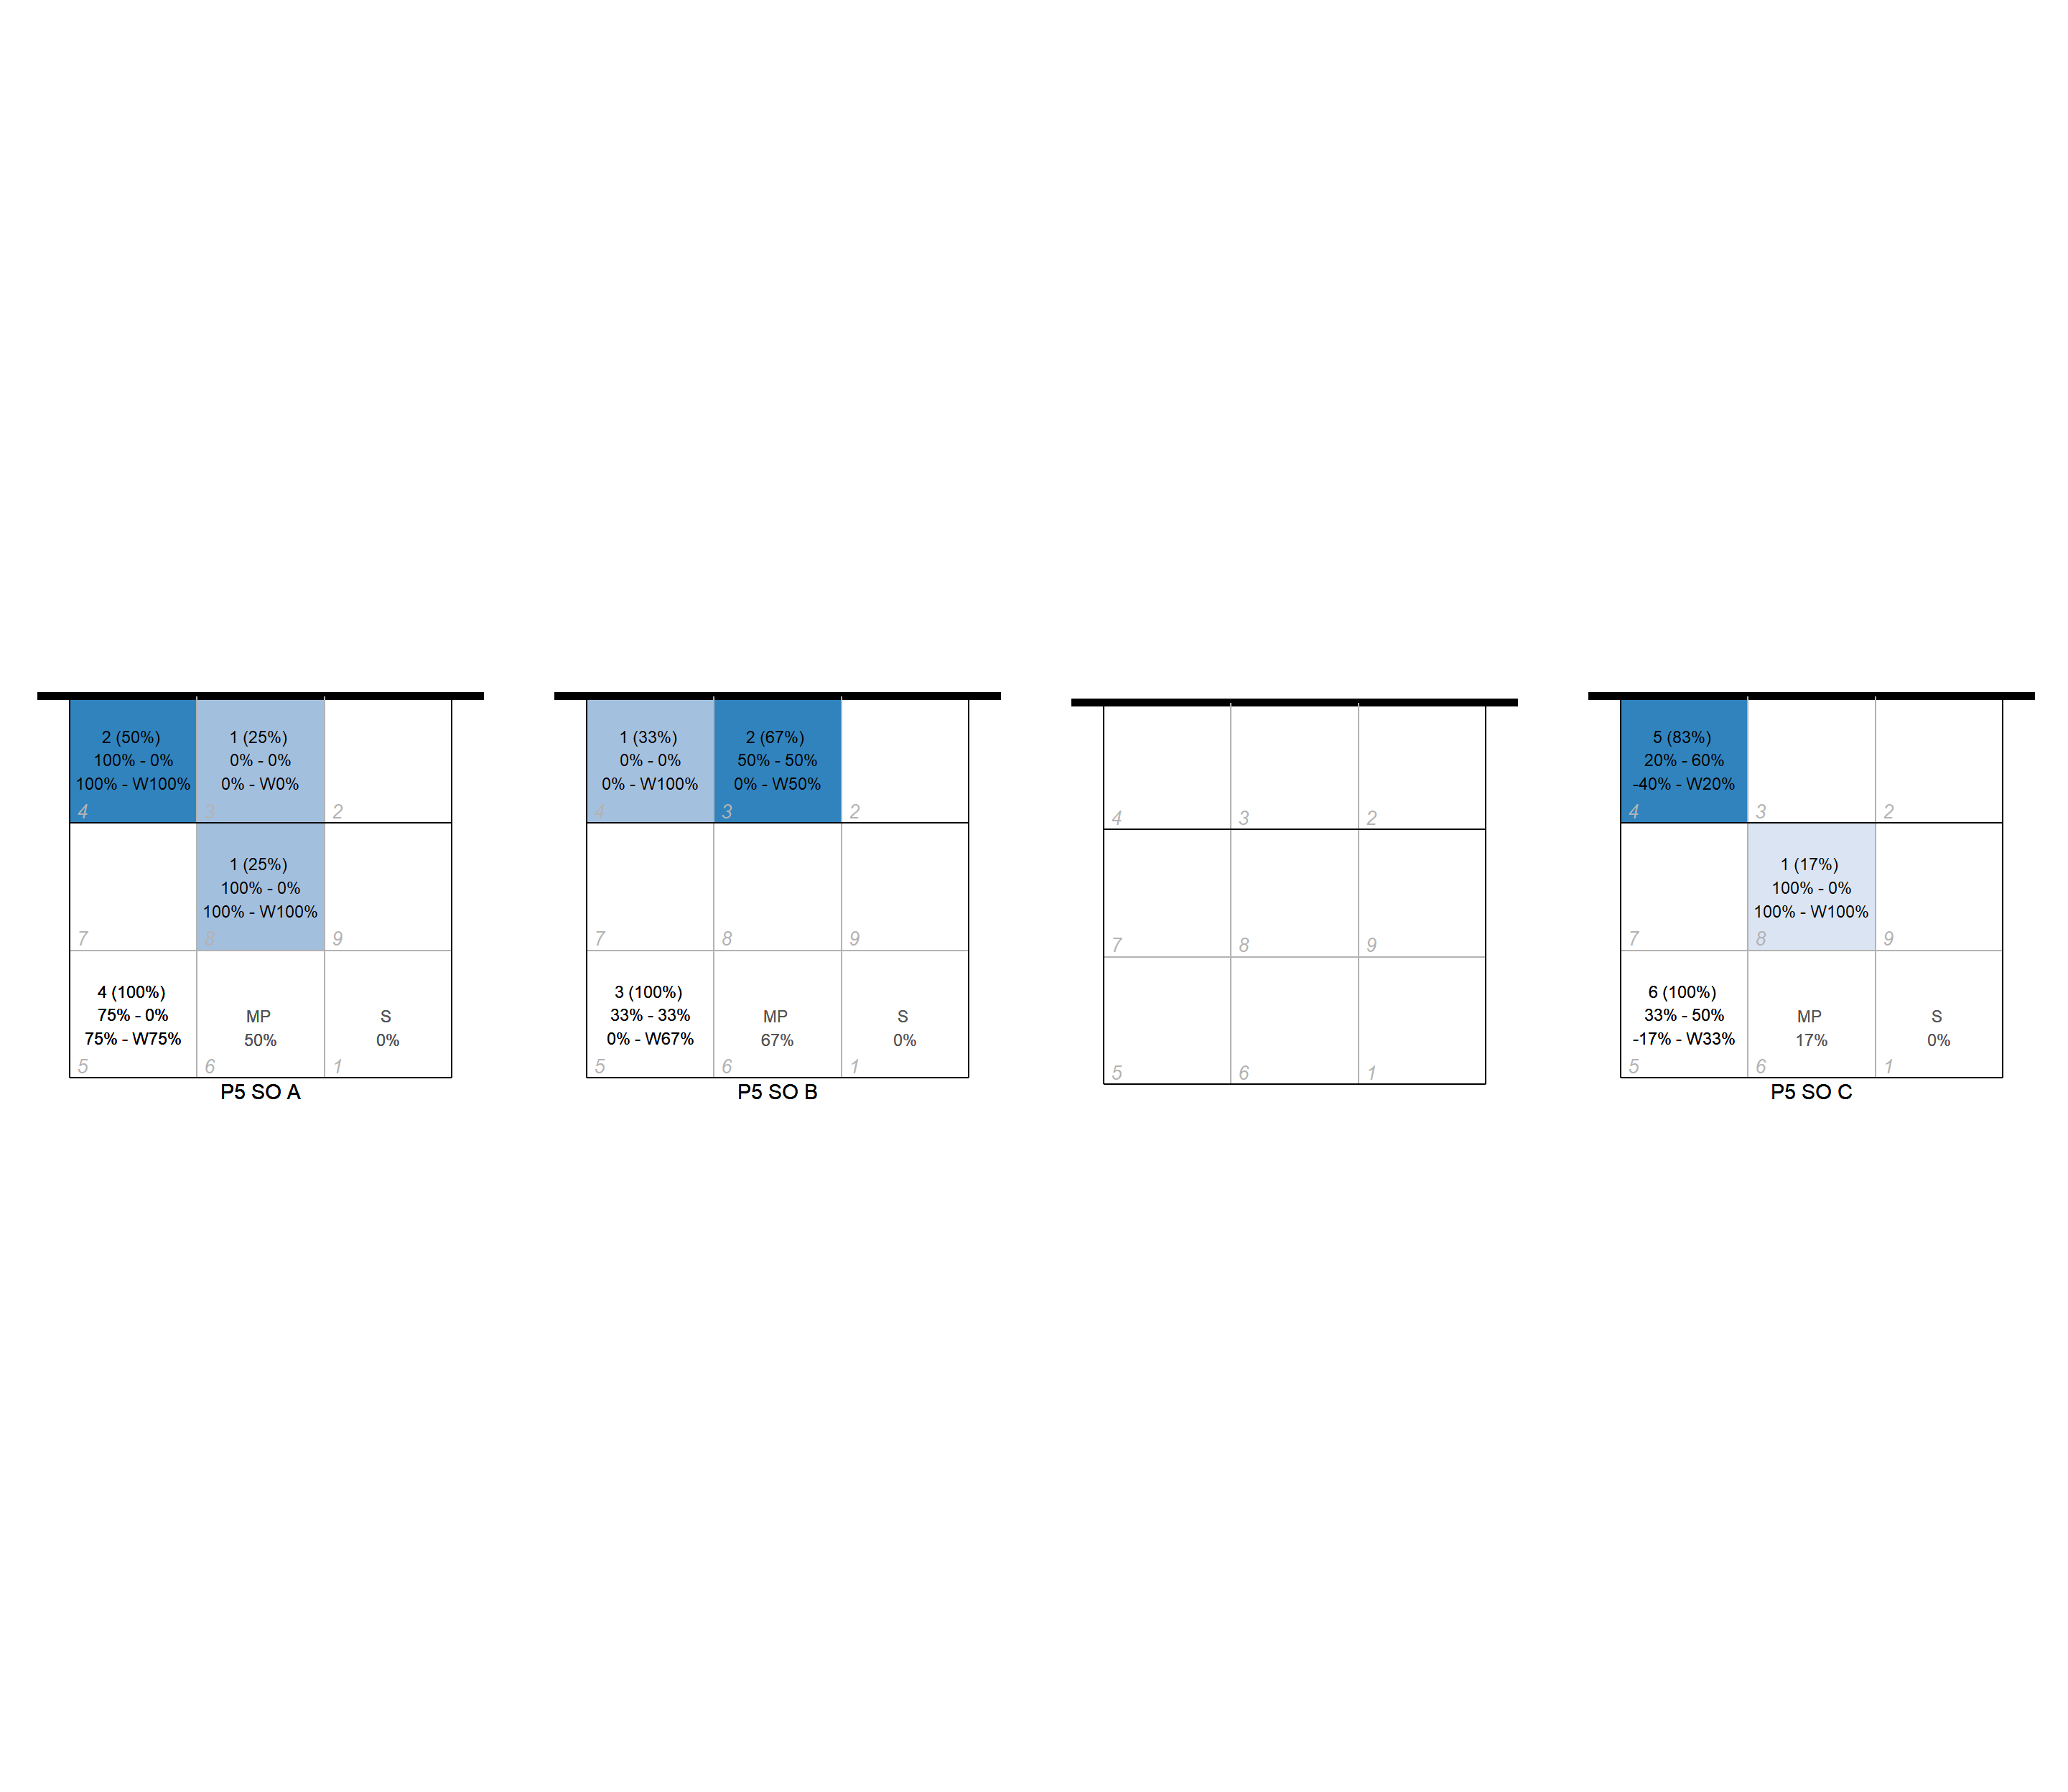 2 (50%)
100% - 0%
100% - W100%
4
1 (25%)
0% - 0%
0% - W0%
3
2
7
1 (25%)
100% - 0%
100% - W100%
8
9
4 (100%)
75% - 0%
75% - W75%
5
MP
50%
6
S
0%
1
P5 SO A
1 (33%)
0% - 0%
0% - W100%
4
2 (67%)
50% - 50%
0% - W50%
3
2
7
8
9
3 (100%)
33% - 33%
0% - W67%
5
MP
67%
6
S
0%
1
P5 SO B
4
3
2
7
8
9
5
6
1
5 (83%)
20% - 60%
-40% - W20%
4
3
2
7
1 (17%)
100% - 0%
100% - W100%
8
9
6 (100%)
33% - 50%
-17% - W33%
5
MP
17%
6
S
0%
1
P5 SO C